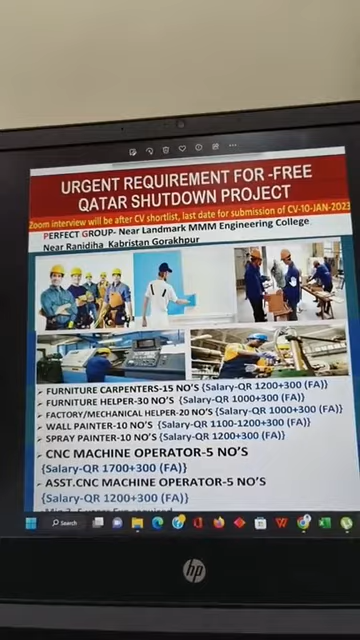 URGENT REQUIREMENT FOR -FREE
QATAR SHUTDOWN PROJECT
Zoom interview will be after CV shortlist, last date for submission of CV-10-JAN-2023
PERFECT GROUP- Near Landmark MMM Engineering College
Near Ranidiha Kabristan Gorakhpur
➢ FURNITURE CARPENTERS-15 NO'S {Salary-QR 1200+300 (FA)}
➢ FURNITURE HELPER-30 NO'S {Salary-QR 1000+300 (FA)}
➢ FACTORY/MECHANICAL HELPER-20 NO'S {Salary-QR 1000+300 (FA)}
➢ WALL PAINTER-10 NO'S {Salary-QR 1100-1200+300 (FA)}
➢ SPRAY PAINTER-10 NO'S {Salary-QR 1200+300 (FA)}
➢ CNC MACHINE OPERATOR-5 NO'S
{Salary-QR 1700+300 (FA)}
➢ ASST.CNC MACHINE OPERATOR-5 NO'S
{Salary-QR 1200+300 (FA)}
Search
hp